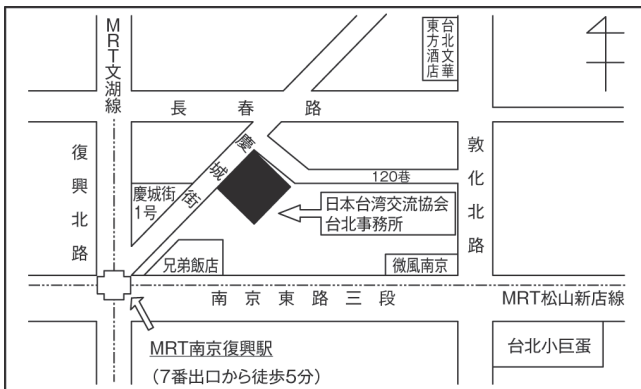 MRT文湖線
台北文華
東方酒店
長春路
復興北路
慶城街
敦化北路
120巷
慶城街
1号
日本台湾交流協会
台北事務所
兄弟飯店
微風南京
南京東路三段
MRT松山新店線
MRT南京復興駅
(7番出口から徒歩5分)
台北小巨蛋